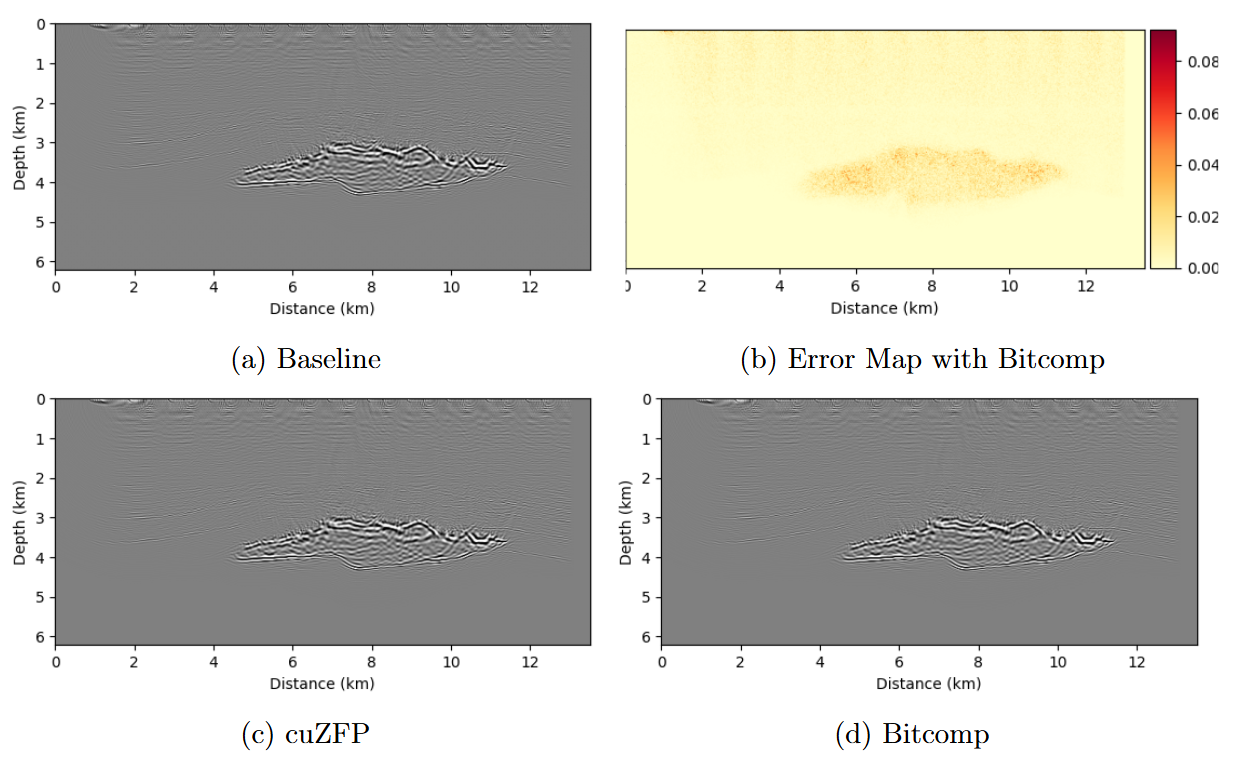 0
1
2
3
4
5
6
Depth (km)
0 2 4 6 8 10 12
Distance (km)
(a) Baseline
0.08
0.06
0.04
0.02
0.00
0 2 4 6 8 10 12
Distance (km)
(b) Error Map with Bitcomp
0
1
2
3
4
5
6
Depth (km)
0 2 4 6 8 10 12
Distance (km)
(c) cuZFP
0
1
2
3
4
5
6
Depth (km)
0 2 4 6 8 10 12
Distance (km)
(d) Bitcomp